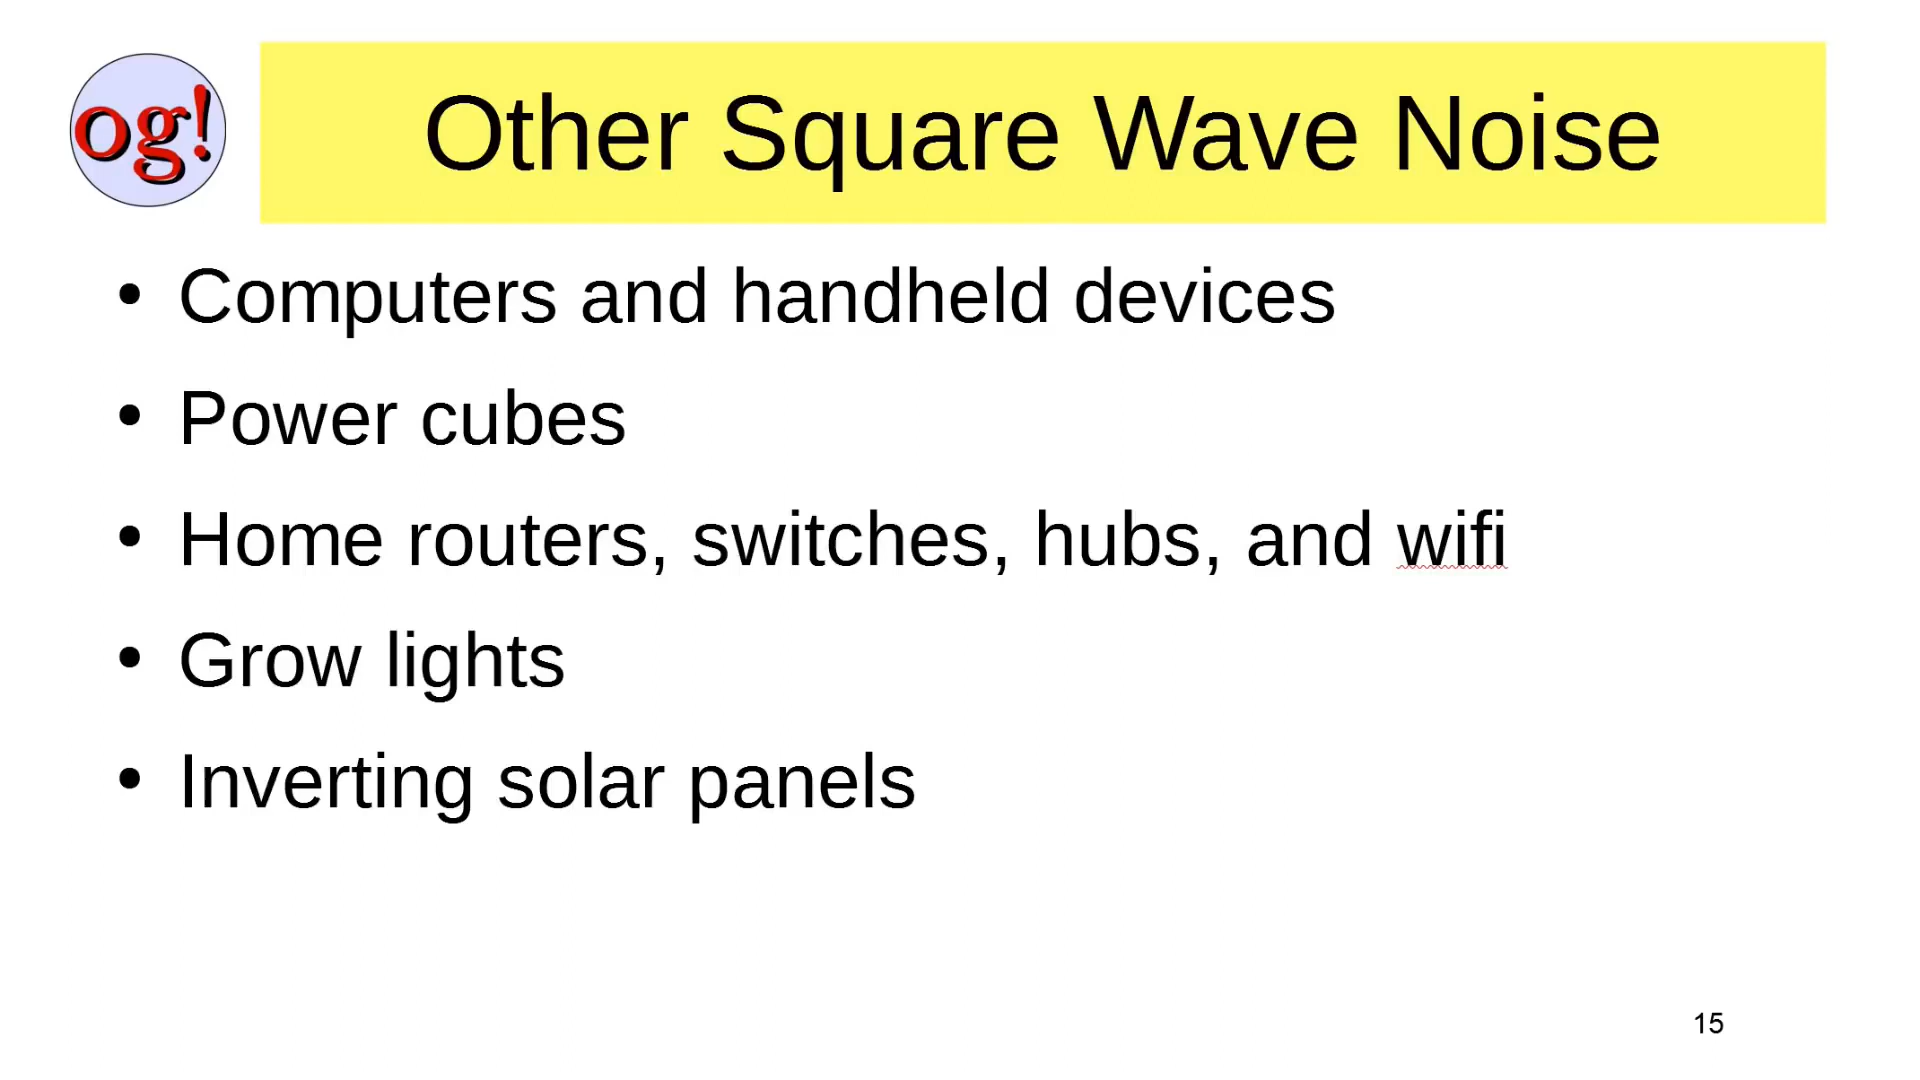 og!
Other Square Wave Noise
• Computers and handheld devices
• Power cubes
• Home routers, switches, hubs, and wifi
• Grow lights
• Inverting solar panels
15